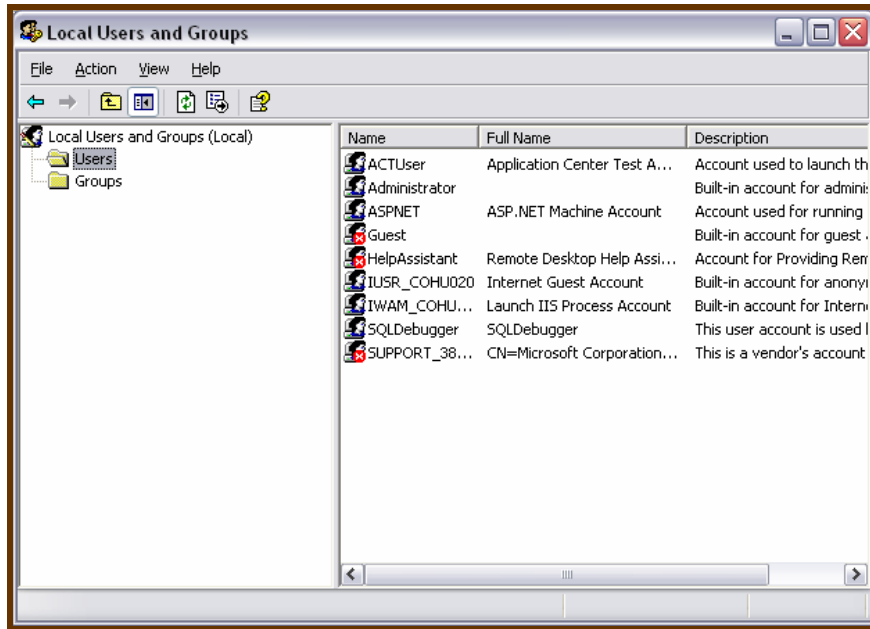 Local Users and Groups
File Action View Help
Local Users and Groups (Local)
Users
Groups
Name Full Name Description
ACTUser Application Center Test A... Account used to launch th
Administrator Built-in account for adminis
ASPNET ASP.NET Machine Account Account used for running
Guest Built-in account for guest
HelpAssistant Remote Desktop Help Assi... Account for Providing Rem
IUSR_COHU020 Internet Guest Account Built-in account for anony
IWAM_COHU... Launch IIS Process Account Built-in account for Intern
SQLDebugger SQLDebugger This user account is used
SUPPORT_38... CN=Microsoft Corporation... This is a vendor's account